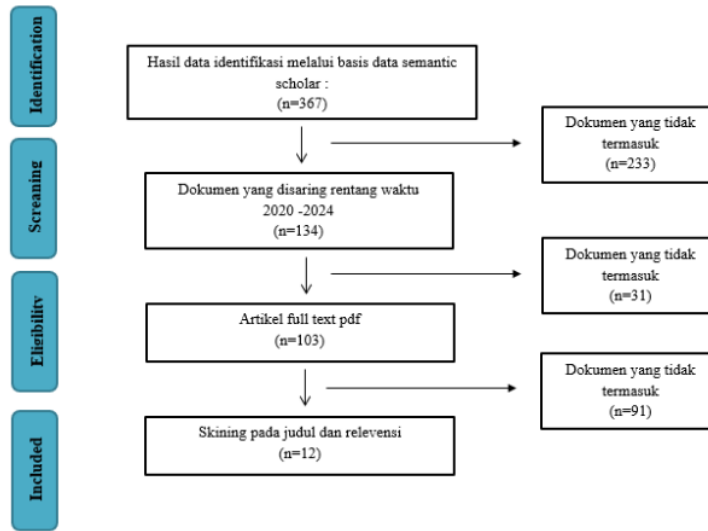 Identification
Hasil data identifikasi melalui basis data semantic
scholar :
(n=367)
Dokumen yang tidak
termasuk
(n=233)
Screaning
Dokumen yang disaring rentang waktu
2020 -2024
(n=134)
Dokumen yang tidak
termasuk
(n=31)
Eligibility
Artikel full text pdf
(n=103)
Dokumen yang tidak
termasuk
(n=91)
Included
Skining pada judul dan relevensi
(n=12)